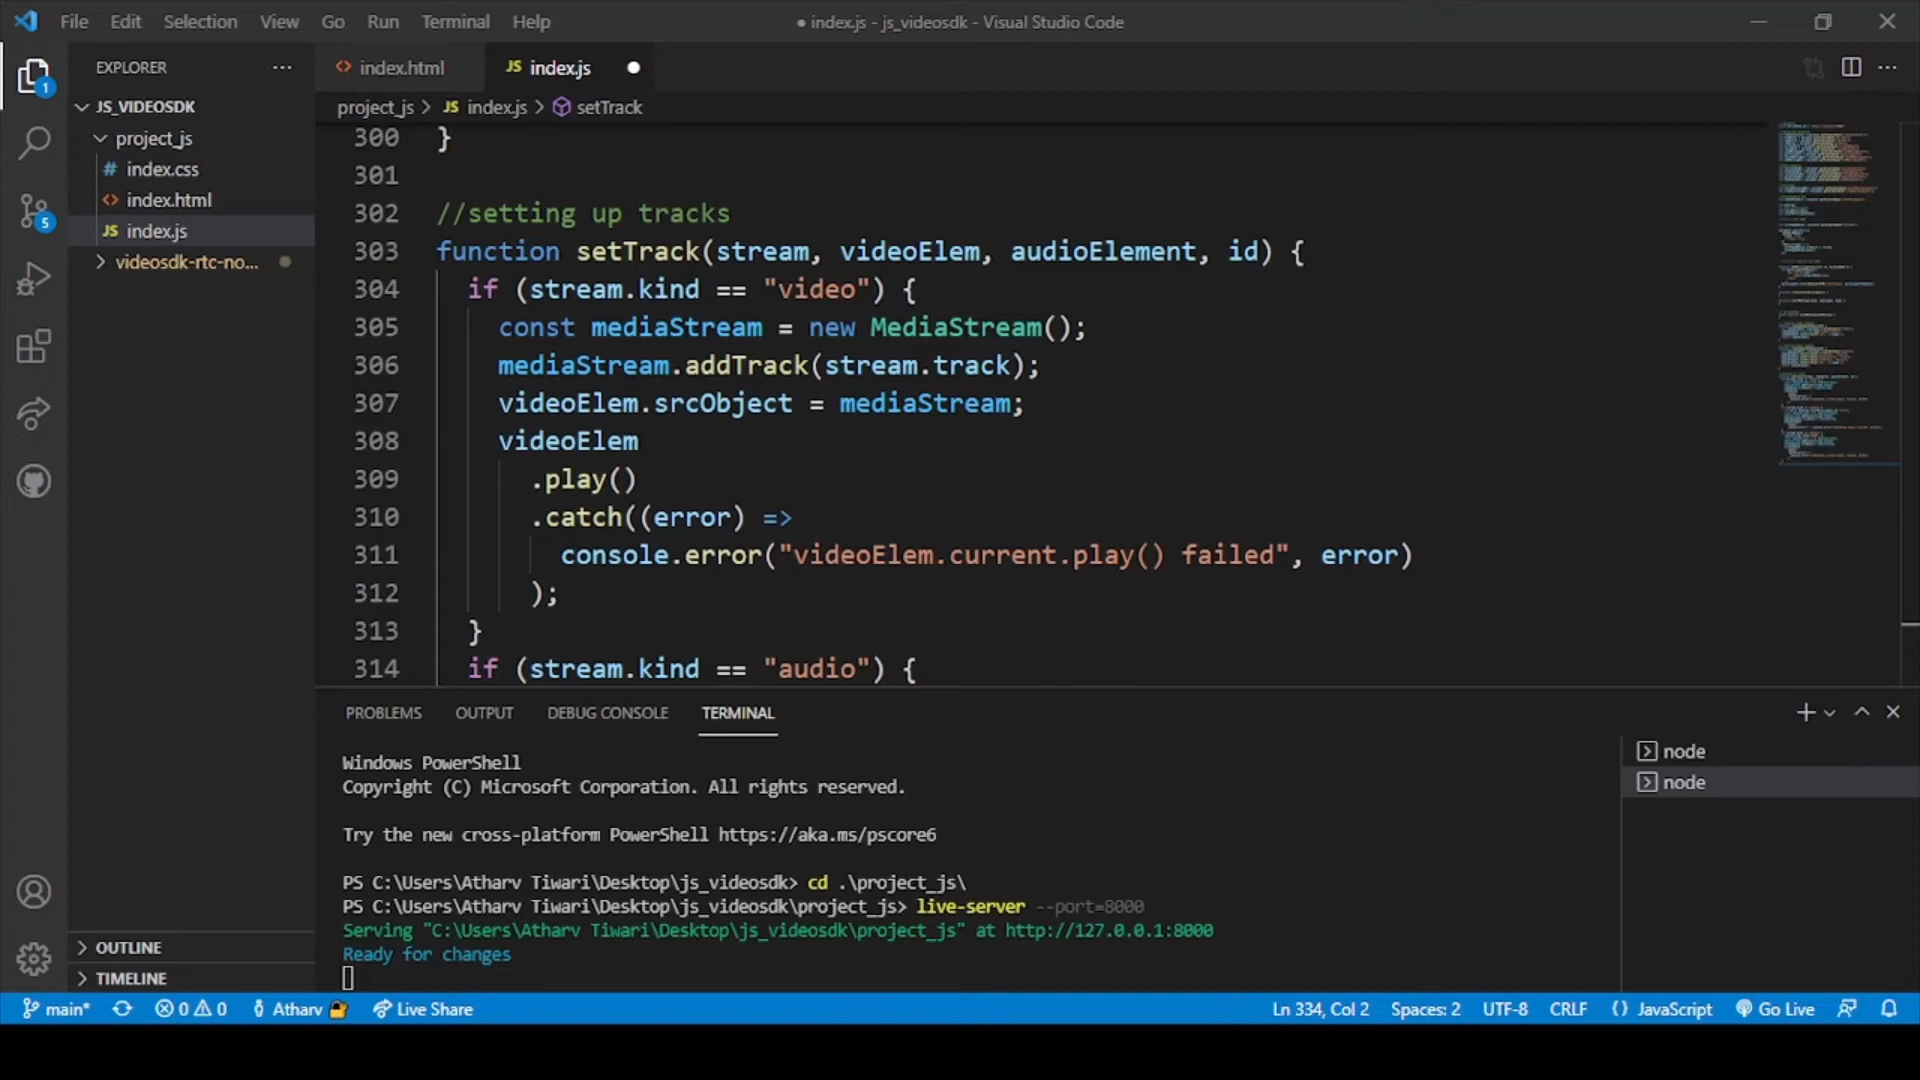 File Edit Selection View Go Run Terminal Help
● index.js - js_videosdk - Visual Studio Code
EXPLORER
JS_VIDEOSDK
project_js
# index.css
<> index.html
JS index.js
videosdk-rtc-no...
OUTLINE
TIMELINE
1
5
<> index.html
JS index.js
project_js > JS index.js > setTrack
300 }
301
302 //setting up tracks
303 function setTrack(stream, videoElem, audioElement, id) {
304 if (stream.kind == "video") {
305 const mediaStream = new MediaStream();
306 mediaStream.addTrack(stream.track);
307 videoElem.srcObject = mediaStream;
308 videoElem
309 .play()
310 .catch((error) =>
311 console.error("videoElem.current.play() failed", error)
312 );
313 }
314 if (stream.kind == "audio") {
PROBLEMS OUTPUT DEBUG CONSOLE TERMINAL
Windows PowerShell
Copyright (C) Microsoft Corporation. All rights reserved.
Try the new cross-platform PowerShell https://aka.ms/pscore6
PS C:\Users\Atharv Tiwari\Desktop\js_videosdk> cd .\project_js\
PS C:\Users\Atharv Tiwari\Desktop\js_videosdk\project_js> live-server --port=8000
Serving "C:\Users\Atharv Tiwari\Desktop\js_videosdk\project_js" at http://127.0.0.1:8000
Ready for changes
node
node
main* 0 0 Atharv Live Share
Ln 334, Col 2 Spaces: 2 UTF-8 CRLF {} JavaScript Go Live